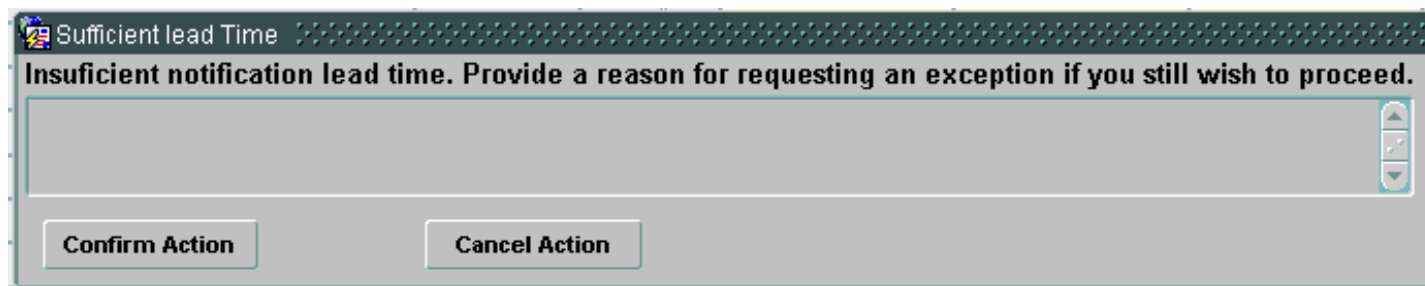 Sufficient lead Time
Insuficient notification lead time. Provide a reason for requesting an exception if you still wish to proceed.
Confirm Action Cancel Action